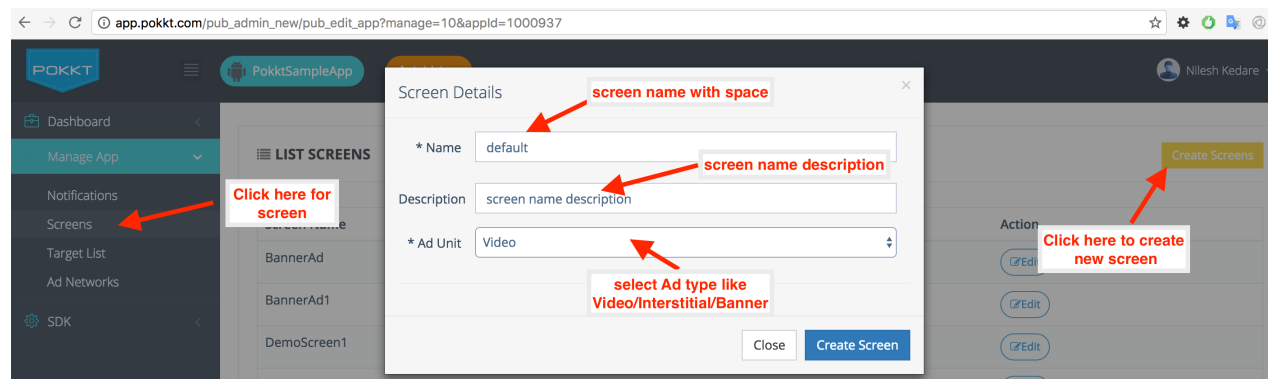 app.pokkt.com/pub_admin_new/pub_edit_app?manage=10&appId=1000937
POKKT
PokktSampleApp
Nilesh Kedare
Dashboard
Manage App
Notifications
Screens
Target List
Ad Networks
SDK
Click here for
screen
LIST SCREENS
Create Screens
Screen Name
Action
BannerAd
Edit
BannerAd1
Edit
DemoScreen1
Edit
Click here to create
new screen
Screen Details
×
screen name with space
* Name
default
screen name description
Description
screen name description
* Ad Unit
Video
select Ad type like
Video/Interstitial/Banner
Close
Create Screen